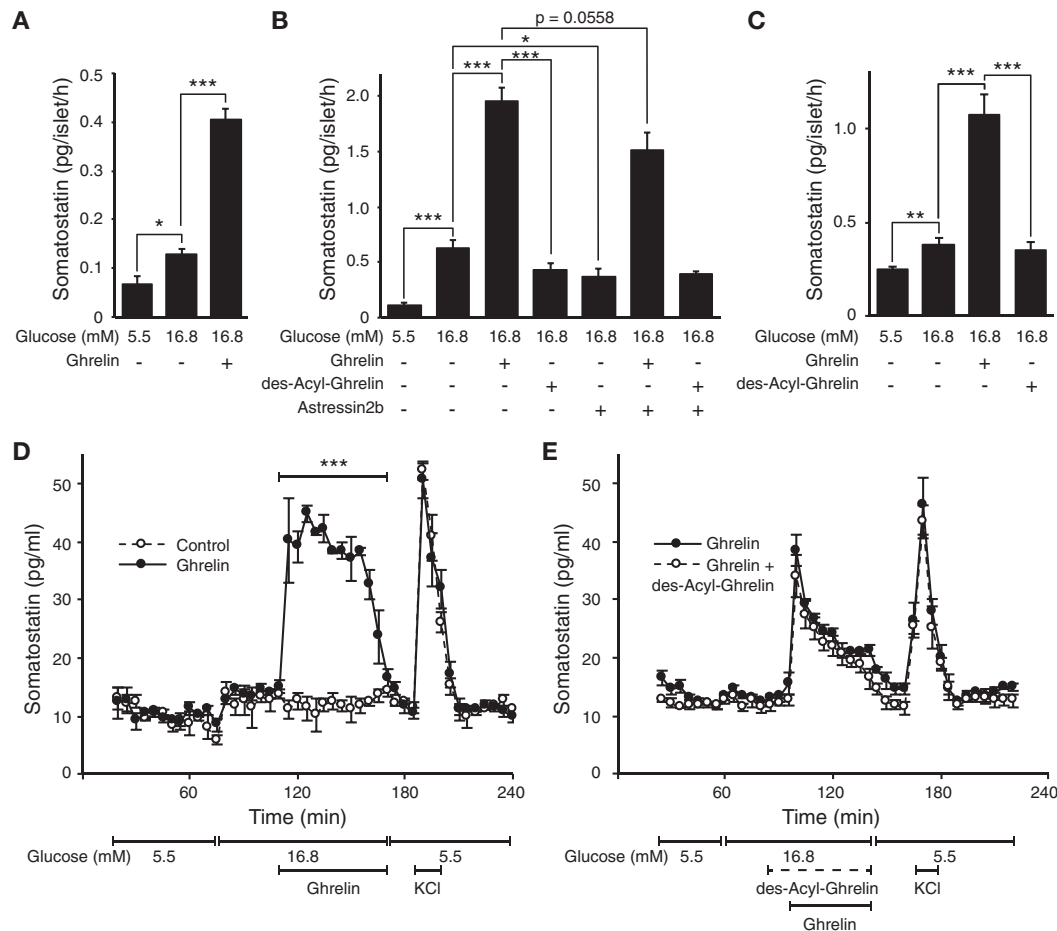 A
Somatostatin (pg/islet/h)
0.5
0.4
0.3
0.2
0.1
0
*
***
Glucose (mM) 5.5 16.8 16.8
Ghrelin - - +
B
Somatostatin (pg/islet/h)
2.0
1.5
1.0
0.5
0
p = 0.0558
*
*** ***
***
Glucose (mM) 5.5 16.8 16.8 16.8 16.8 16.8 16.8
Ghrelin - - + - - + -
des-Acyl-Ghrelin - - - + - - +
Astressin2b - - - - + + +
C
Somatostatin (pg/islet/h)
1.0
0.5
0
*** ***
**
Glucose (mM) 5.5 16.8 16.8 16.8
Ghrelin - - + -
des-Acyl-Ghrelin - - - +
D
Somatostatin (pg/ml)
50
40
30
20
10
0
***
Control
Ghrelin
60 120 180 240
Time (min)
Glucose (mM) 5.5 16.8 5.5
Ghrelin KCl
E
Somatostatin (pg/ml)
50
40
30
20
10
0
Ghrelin
Ghrelin +
des-Acyl-Ghrelin
60 120 180 240
Time (min)
Glucose (mM) 5.5 16.8 5.5
des-Acyl-Ghrelin KCl
Ghrelin